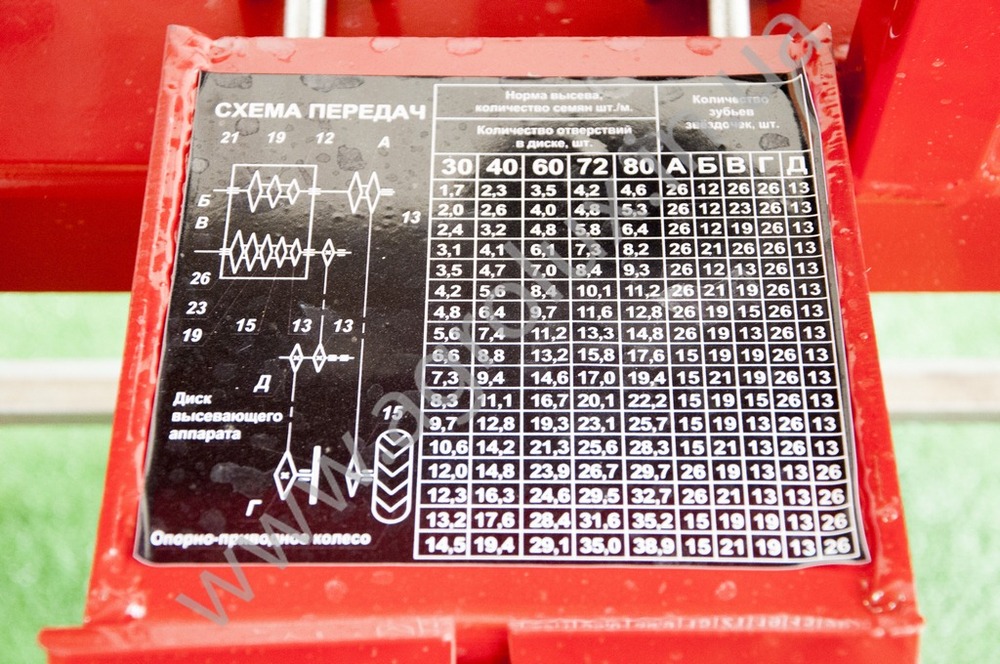 СХЕМА ПЕРЕДАЧ
21 19 12 А
Б
В
13
26
23
19
15 13 13
Д
Диск
высевающего
аппарата
15
Г
Опорно-приводное колесо
Норма высева,
количество семян шт./м.
Количество
зубьев
звёздочек, шт.
Количество отверствий
в диске, шт.
30 40 60 72 80 А Б В Г Д
1,7 2,3 3,5 4,2 4,6 26 12 26 26 13
2,0 2,6 4,0 4,8 5,3 26 12 23 26 13
2,4 3,2 4,8 5,8 6,4 26 12 19 26 13
3,1 4,1 6,1 7,3 8,2 26 21 26 26 13
3,5 4,7 7,0 8,4 9,3 26 12 13 26 13
4,2 5,6 8,4 10,1 11,2 26 21 19 26 13
4,8 6,4 9,7 11,6 12,8 26 19 15 26 13
5,6 7,4 11,2 13,3 14,8 26 19 13 26 13
6,6 8,8 13,2 15,8 17,6 15 19 19 26 13
7,3 9,4 14,6 17,0 19,4 15 21 19 26 13
8,3 11,1 16,7 20,1 22,2 15 19 15 26 13
9,7 12,8 19,3 23,1 25,7 15 19 13 26 13
10,6 14,2 21,3 25,6 28,3 15 21 13 26 13
12,0 14,8 23,9 26,7 29,7 26 19 13 13 26
12,3 16,3 24,6 29,5 32,7 26 21 13 13 26
13,2 17,6 28,4 31,6 35,2 15 19 19 13 26
14,5 19,4 29,1 35,0 38,9 15 21 19 13 26